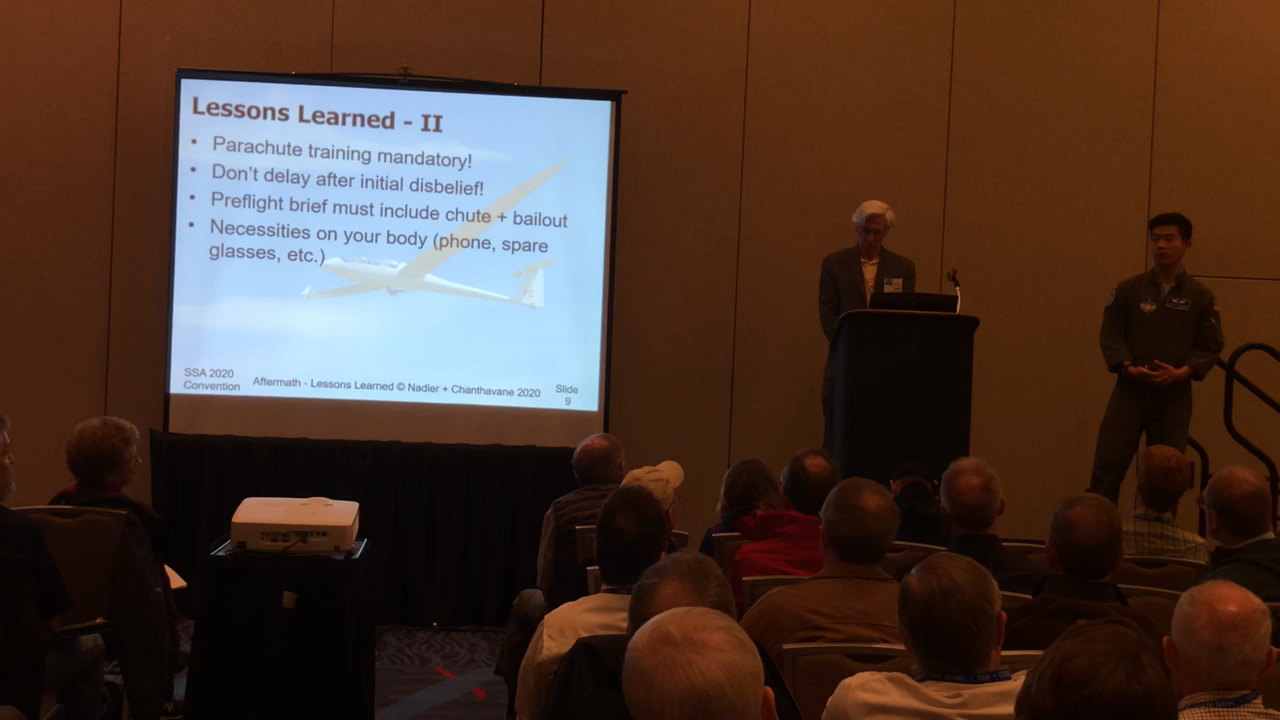 Lessons Learned - II
• Parachute training mandatory!
• Don't delay after initial disbelief!
• Preflight brief must include chute + bailout
• Necessities on your body (phone, spare
glasses, etc.)
SSA 2020
Convention
Aftermath - Lessons Learned © Nadler + Chanthavane 2020
Slide
9